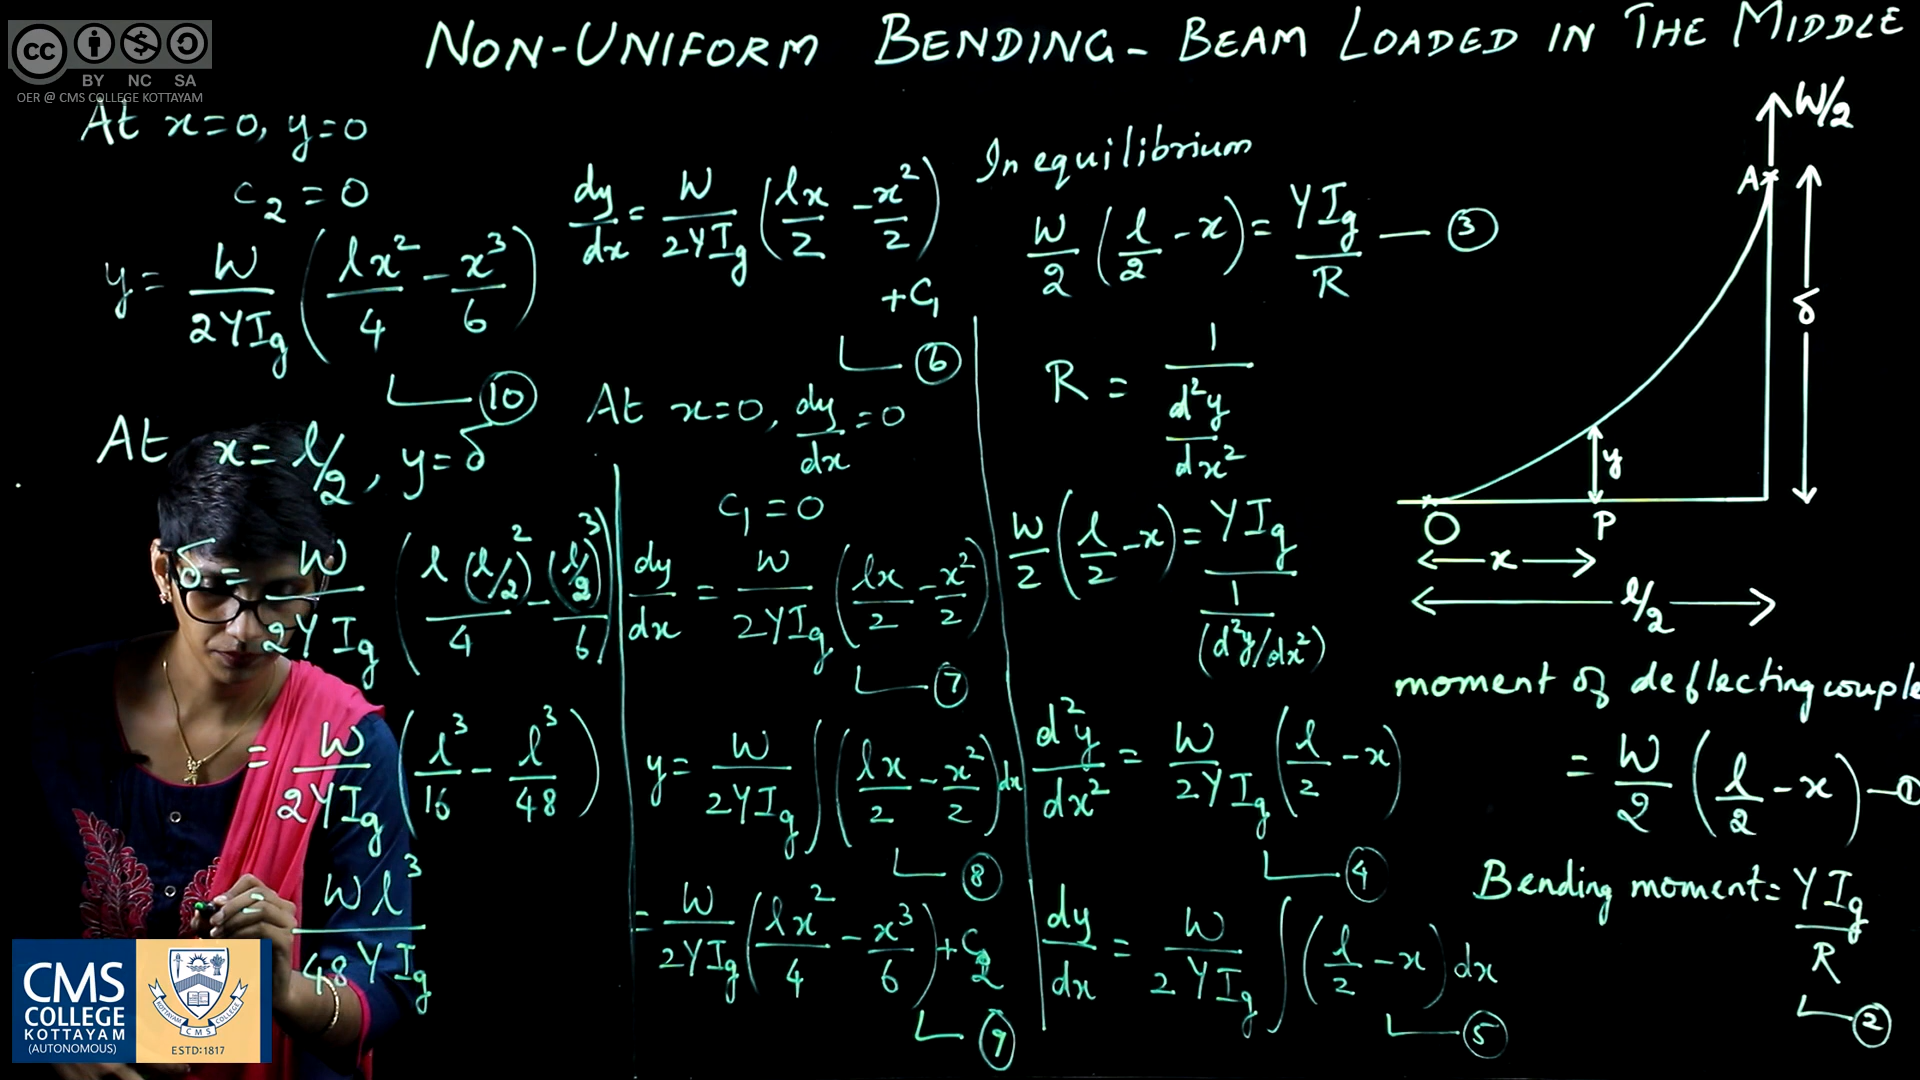 NON-UNIFORM BENDING - BEAM LOADED IN THE MIDDLE
CC BY NC SA
OER @ CMS COLLEGE KOTTAYAM
W/2
A
δ
y
O
P
x
l/2
moment of deflecting couple
= W/2 (l/2 - x) — ①
Bending moment = YIg/R
②
In equilibrium
W/2 (l/2 - x) = YIg/R — ③
R = 1/(d²y/dx²)
W/2 (l/2 - x) = YIg/(1/(d²y/dx²))
d²y/dx² = W/2YIg (l/2 - x)
④
dy/dx = W/2YIg ∫(l/2 - x) dx
⑤
dy/dx = W/2YIg (lx/2 - x²/2)
+ C₁
⑥
At x=0, dy/dx = 0
C₁ = 0
dy/dx = W/2YIg (lx/2 - x²/2)
⑦
y = W/2YIg ∫(lx/2 - x²/2) dx
⑧
= W/2YIg (lx²/4 - x³/6) + C₂
⑨
At x=0, y=0
C₂ = 0
y = W/2YIg (lx²/4 - x³/6)
⑩
At x = l/2, y = δ
δ = W/2YIg (l(l/2)²/4 - (l/2)³/6)
= W/2YIg (l³/16 - l³/48)
= Wl³/48YIg
CMS
COLLEGE
KOTTAYAM
(AUTONOMOUS)
CMS
ESTD:1817